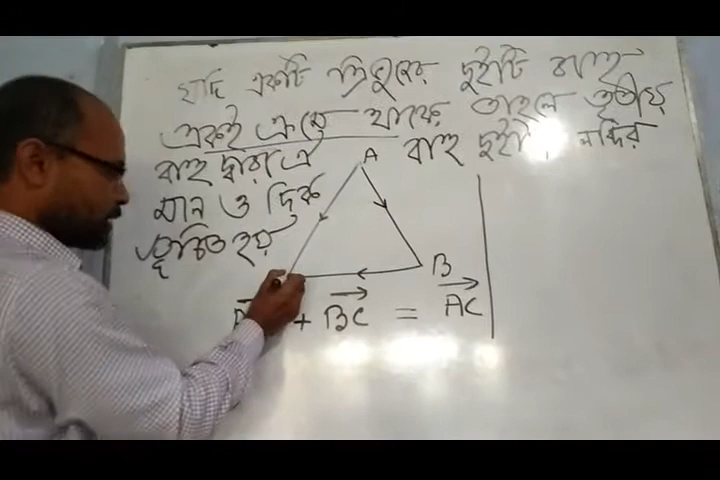 যদি একটি ত্রিভুজের দুইটি বাহু
একই ক্রমে থাকে তাহলে তৃতীয়
বাহু দ্বারা ঐ বাহু দুইটি লব্ধির
মান ও দিক
সূচিত হয়
A
B
+ BC = AC